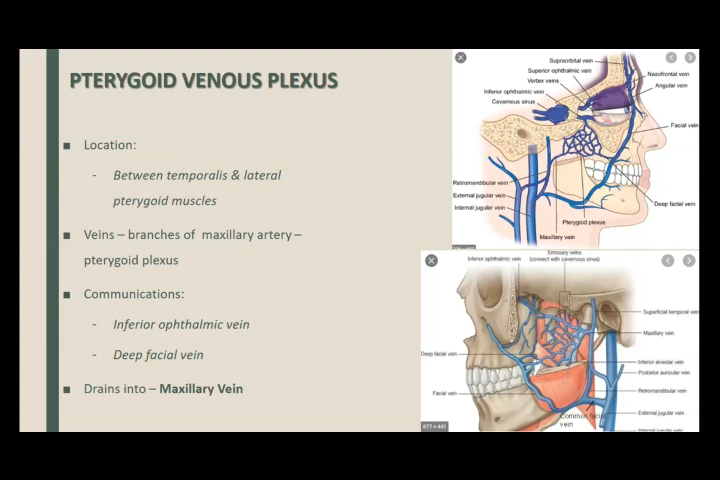 PTERYGOID VENOUS PLEXUS
■ Location:
- Between temporalis & lateral
pterygoid muscles
■ Veins – branches of maxillary artery –
pterygoid plexus
■ Communications:
- Inferior ophthalmic vein
- Deep facial vein
■ Drains into – Maxillary Vein
Supraorbital vein
Superior ophthalmic vein
Vortex veins
Inferior ophthalmic vein
Cavernous sinus
Nasofrontal vein
Angular vein
Facial vein
Retromandibular vein
External jugular vein
Internal jugular vein
Deep facial vein
Pterygoid plexus
Maxillary vein
Inferior ophthalmic vein
Emissary veins
(connect with cavernous sinus)
Superficial temporal vein
Maxillary vein
Deep facial vein
Inferior alveolar vein
Posterior auricular vein
Facial vein
Retromandibular vein
External jugular vein
Common facial
vein
Internal jugular vein
677 × 441